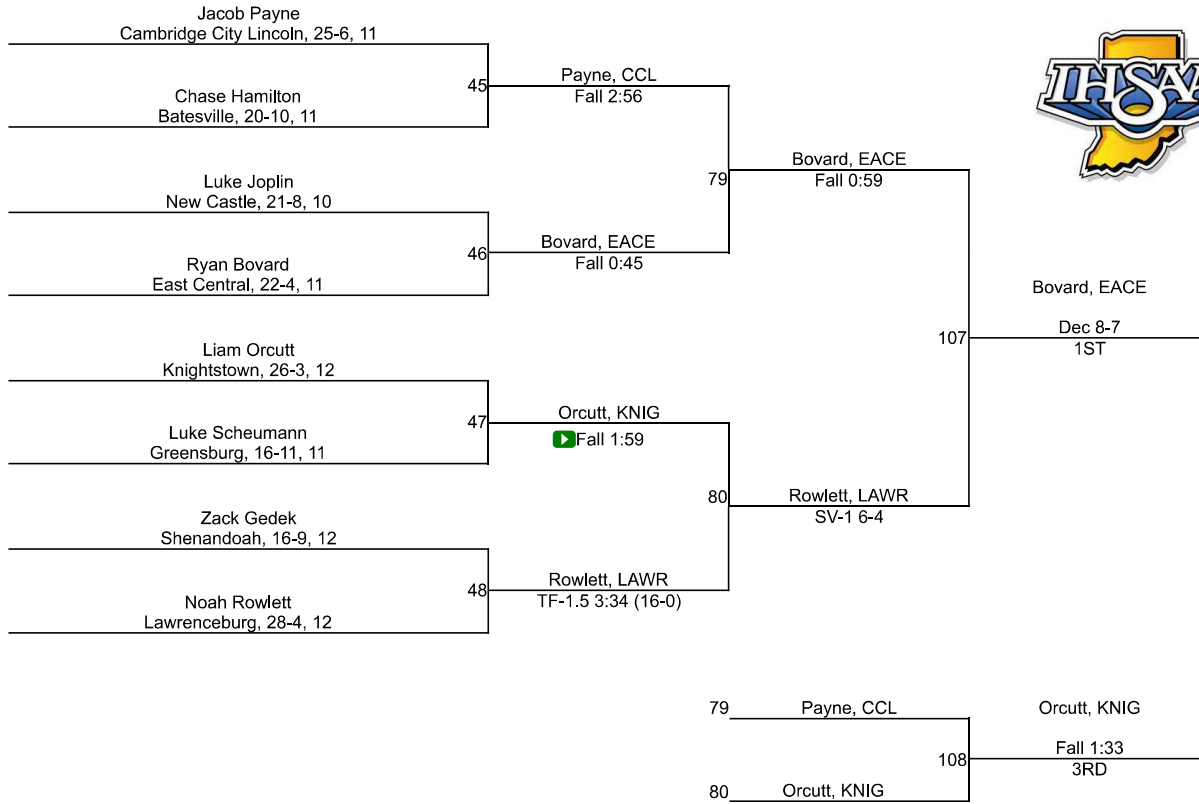 Jacob Payne
Cambridge City Lincoln, 25-6, 11
Chase Hamilton
Batesville, 20-10, 11
45
Payne, CCL
Fall 2:56
Luke Joplin
New Castle, 21-8, 10
Ryan Bovard
East Central, 22-4, 11
46
Bovard, EACE
Fall 0:45
79
Bovard, EACE
Fall 0:59
Liam Orcutt
Knightstown, 26-3, 12
Luke Scheumann
Greensburg, 16-11, 11
47
Orcutt, KNIG
Fall 1:59
Zack Gedek
Shenandoah, 16-9, 12
Noah Rowlett
Lawrenceburg, 28-4, 12
48
Rowlett, LAWR
TF-1.5 3:34 (16-0)
80
Rowlett, LAWR
SV-1 6-4
107
Bovard, EACE
Dec 8-7
1ST
79
Payne, CCL
80
Orcutt, KNIG
108
Orcutt, KNIG
Fall 1:33
3RD
IHSAA